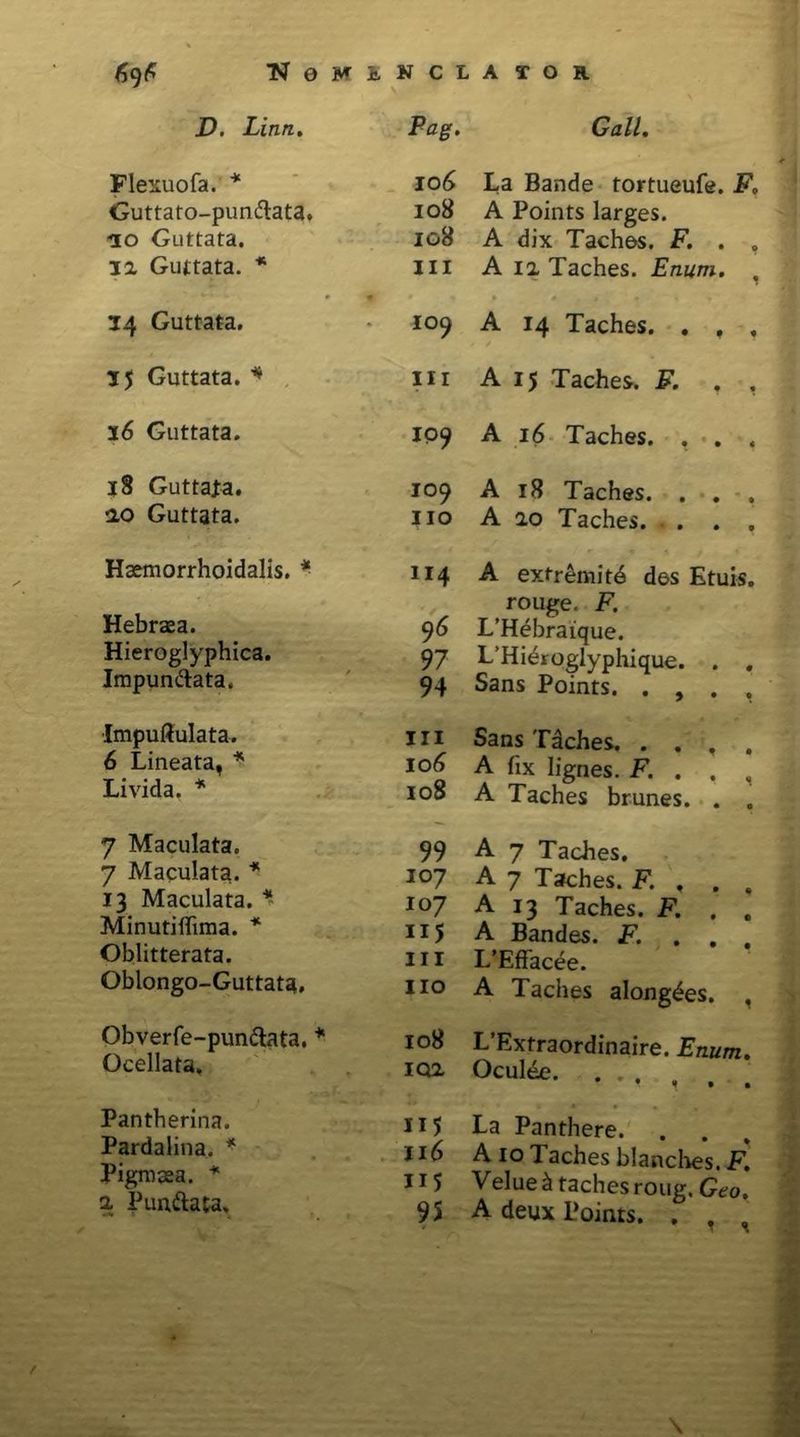 696 NOMENCLATOR
D. Linn. Pag. Gall.
Flexuoſa. * 106 La Bande tortueuſe. F.
Guttato-punctata. 108 A Points larges.
10 Guttata. 108 A dix Taches. F. . .
12 Guttata. * 111 A 12 Taches. Enum. .
14 Guttata. 109 A 14 Taches. . . .
15 Guttata. * 111 A 15 Taches. F. . .
16 Guttata. 109 A 16 Taches. . . .
18 Guttata. 109 A 18 Taches. . . .
20 Guttata. 110 A 20 Taches. . . .
Hæmorrhoidalis. * 114 A extrêmité des Etuis.
rouge. F.
Hebræa. 96 L'Hébraïque.
Hieroglyphica. 97 L'Hiéroglyphique. . .
Impunctata. 94 Sans Points. . , . .
Impuſtulata. 111 Sans Tâches. . . . .
6 Lineata, * 106 A ſix lignes. F. . . .
Livida. * 108 A Taches brunes. . .
7 Maculata. 99 A 7 Taches.
7 Maculata. * 107 A 7 Taches. F. . . .
13 Maculata. * 107 A 13 Taches. F. . .
Minutiſſima. * 115 A Bandes. F. . . .
Oblitterata. 111 L'Effacée.
Oblongo-Guttata. 110 A Taches alongées. .
Obverſe-punctata. * 108 L'Extraordinaire. Enum.
Ocellata. 102 Oculée. . . . . .
Pantherina. 115 La Panthere. . . .
Pardalina. * 116 A 10 Taches blanches. F.
Pigmæa. * 115 Velue à taches roug. Geo.
2 Punctata. 95 A deux Points. . . .